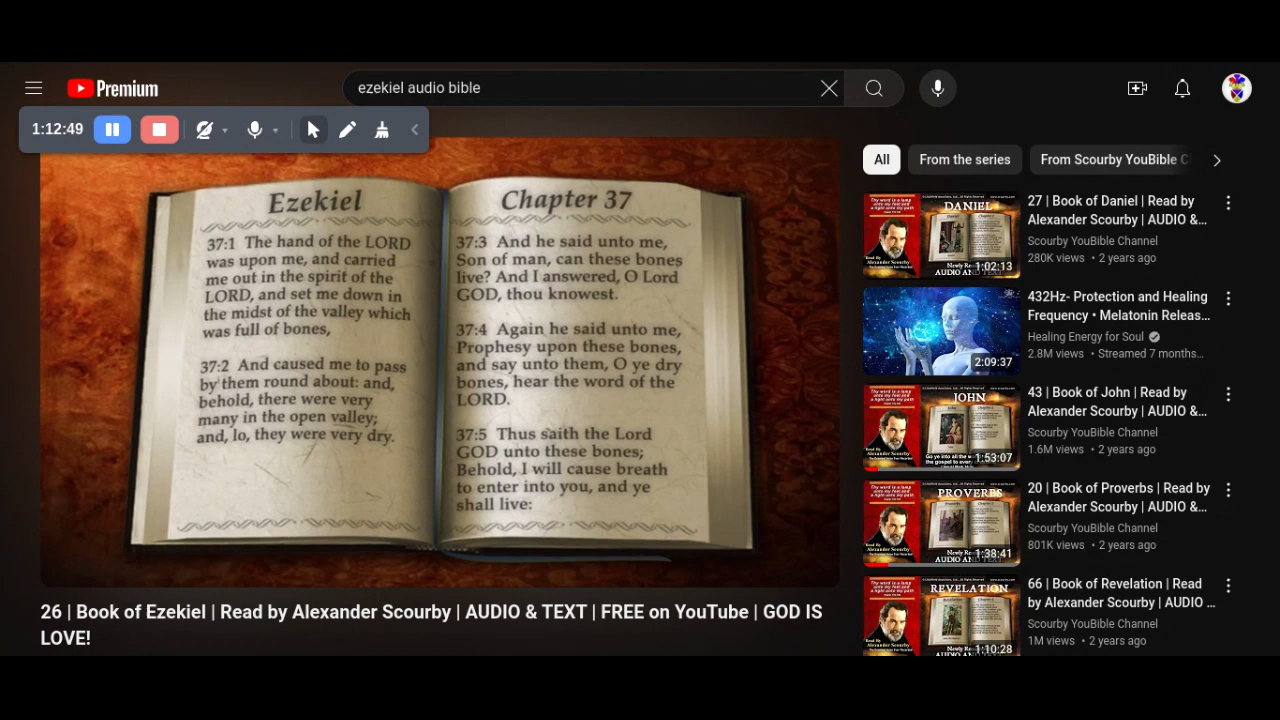 Premium
ezekiel audio bible
1:12:49
Ezekiel
37:1 The hand of the LORD
was upon me, and carried
me out in the spirit of the
LORD, and set me down in
the midst of the valley which
was full of bones,
37:2 And caused me to pass
by them round about: and,
behold, there were very
many in the open valley;
and, lo, they were very dry.
Chapter 37
37:3 And he said unto me,
Son of man, can these bones
live? And I answered, O Lord
GOD, thou knowest.
37:4 Again he said unto me,
Prophesy upon these bones,
and say unto them, O ye dry
bones, hear the word of the
LORD.
37:5 Thus saith the Lord
GOD unto these bones;
Behold, I will cause breath
to enter into you, and ye
shall live:
26 | Book of Ezekiel | Read by Alexander Scourby | AUDIO & TEXT | FREE on YouTube | GOD IS
LOVE!
All
From the series
From Scourby YouBible C
DANIEL
1:02:13
27 | Book of Daniel | Read by
Alexander Scourby | AUDIO &...
Scourby YouBible Channel
280K views • 2 years ago
2:09:37
432Hz- Protection and Healing
Frequency • Melatonin Releas...
Healing Energy for Soul
2.8M views • Streamed 7 months...
JOHN
1:53:07
43 | Book of John | Read by
Alexander Scourby | AUDIO &...
Scourby YouBible Channel
1.6M views • 2 years ago
PROVERBS
1:38:41
20 | Book of Proverbs | Read by
Alexander Scourby | AUDIO &...
Scourby YouBible Channel
801K views • 2 years ago
REVELATION
1:10:28
66 | Book of Revelation | Read
by Alexander Scourby | AUDIO ...
Scourby YouBible Channel
1M views • 2 years ago